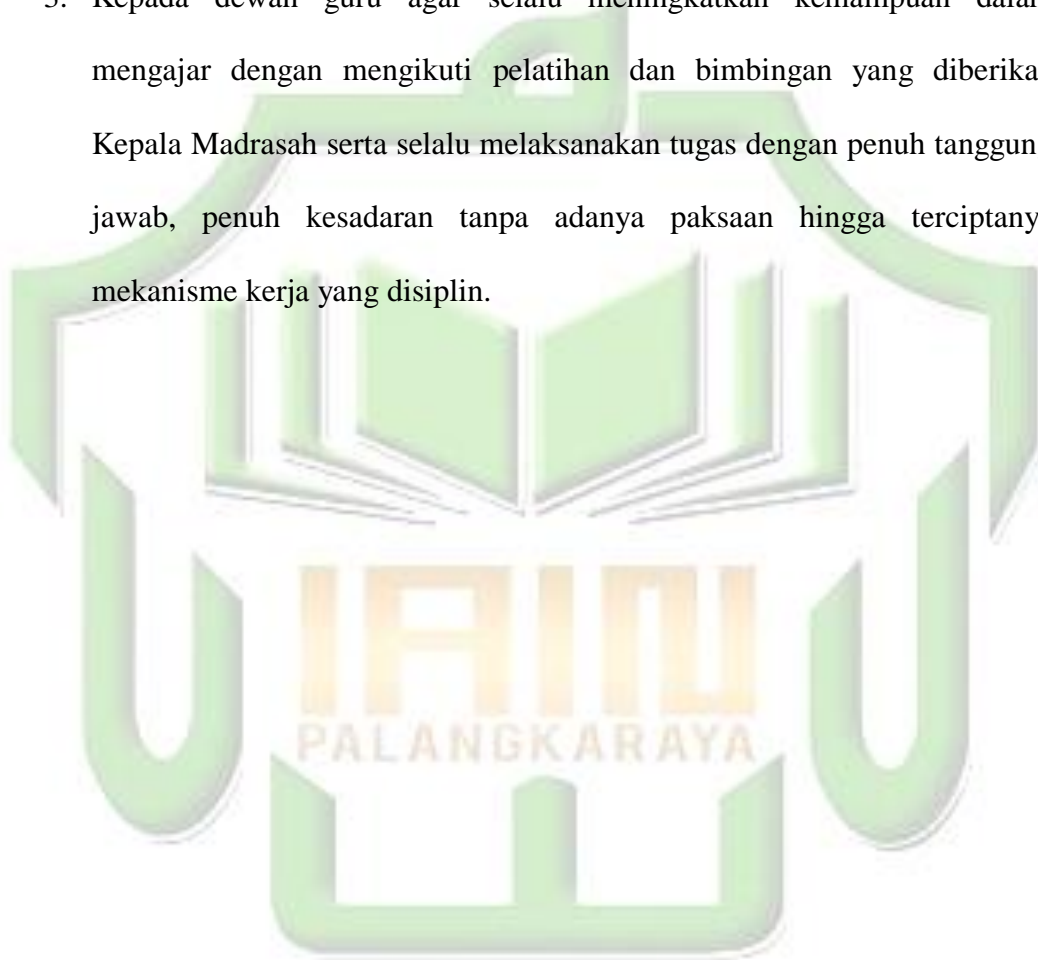 3. Kepada dewan guru agar selalu meningkatkan kemampuan dalam
mengajar dengan mengikuti pelatihan dan bimbingan yang diberika
Kepala Madrasah serta selalu melaksanakan tugas dengan penuh tanggun
jawab, penuh kesadaran tanpa adanya paksaan hingga terciptany
mekanisme kerja yang disiplin.
IAIN
PALANGKARAYA